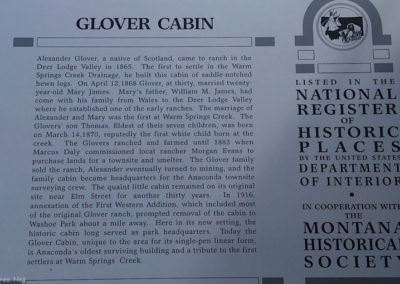 GLOVER CABIN
Alexander Glover, a native of Scotland, came to ranch in the
Deer Lodge Valley in 1865. The first to settle in the Warm
Springs Creek Drainage, he built this cabin of saddle-notched
hewn logs. On April 12,1868 Glover, at thirty, married twenty-
year-old Mary James. Mary's father, William M. James, had
come with his family from Wales to the Deer Lodge Valley
where he established one of the early ranches. The marriage of
Alexander and Mary was the first at Warm Springs Creek. The
Glovers' son Thomas, Eldest of their seven children, was born
on March 14,1870, reputedly the first white child born at the
creek. The Glovers ranched and farmed until 1883 when
Marcus Daly commissioned local rancher Morgan Evans to
purchase lands for a townsite and smelter. The Glover family
sold the ranch, Alexander eventually turned to mining, and the
family cabin became headquarters for the Anaconda townsite
surveying crew. The quaint little cabin remained on its original
site near Elm Street for another thirty years. In 1916,
annexation of the First Western Addition, which included most
of the original Glover ranch, prompted removal of the cabin to
Washoe Park about a mile away. Here in its new setting, the
historic cabin long served as park headquarters. Today the
Glover Cabin, unique to the area for its single-pen linear form,
is Anaconda's oldest surviving building and a tribute to the first
settlers at Warm Springs Creek.
LISTED IN THE
NATIONAL
REGISTER
OF
HISTORIC
PLACES
BY THE UNITED STATES
DEPARTMENT
OF INTERIOR
IN COOPERATION WITH
THE
MONTANA
HISTORICAL
SOCIETY